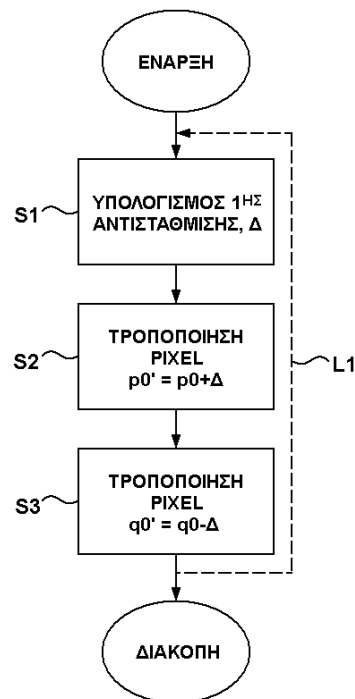 ΕΝΑΡΞΗ
S1
ΥΠΟΛΟΓΙΣΜΟΣ 1ΗΣ
ΑΝΤΙΣΤΑΘΜΙΣΗΣ, Δ
S2
ΤΡΟΠΟΠΟΙΗΣΗ
PIXEL
p0' = p0+Δ
L1
S3
ΤΡΟΠΟΠΟΙΗΣΗ
PIXEL
q0' = q0-Δ
ΔΙΑΚΟΠΗ